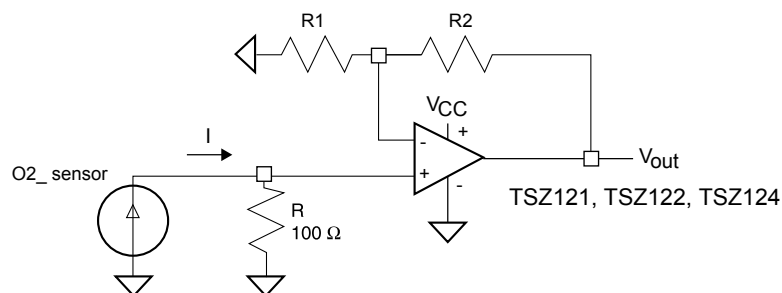 R1
R2
VCC
+
-
I
-
+
O2_ sensor
Vout
R
100 Ω
TSZ121, TSZ122, TSZ124